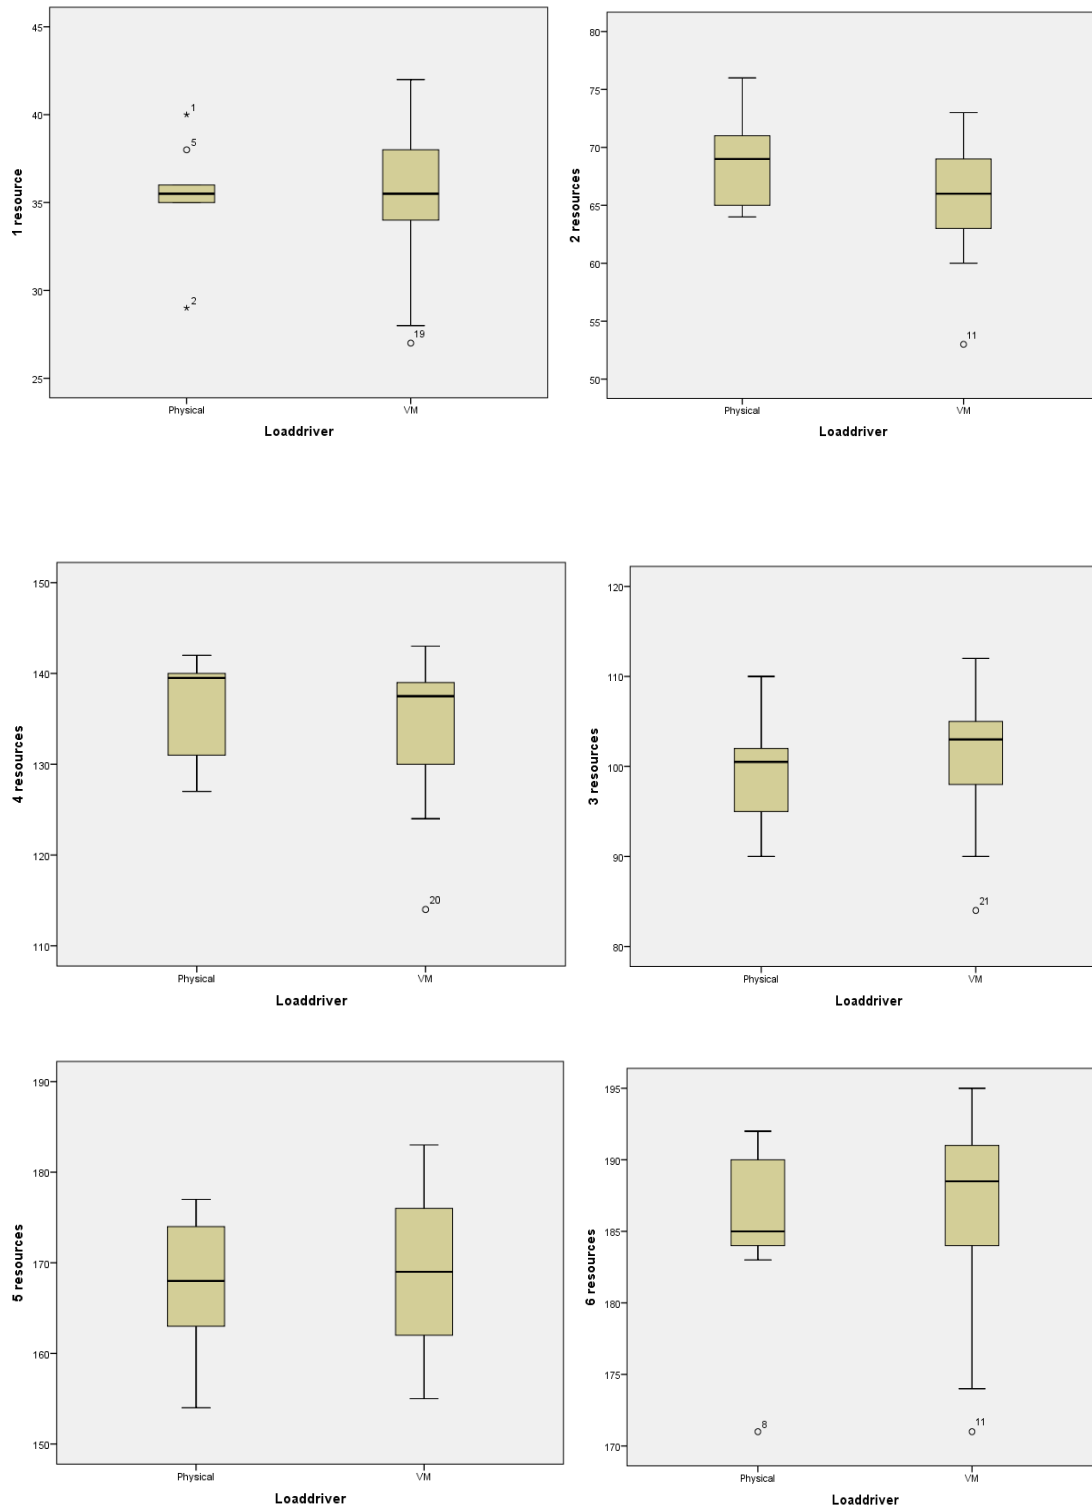 1 resource
45
40
35
30
25
1
5
2
19
Physical
VM
Loaddriver
2 resources
80
75
70
65
60
55
50
11
Physical
VM
Loaddriver
4 resources
150
140
130
120
110
20
Physical
VM
Loaddriver
3 resources
120
110
100
90
80
21
Physical
VM
Loaddriver
5 resources
190
180
170
160
150
Physical
VM
Loaddriver
6 resources
195
190
185
180
175
170
8
11
Physical
VM
Loaddriver